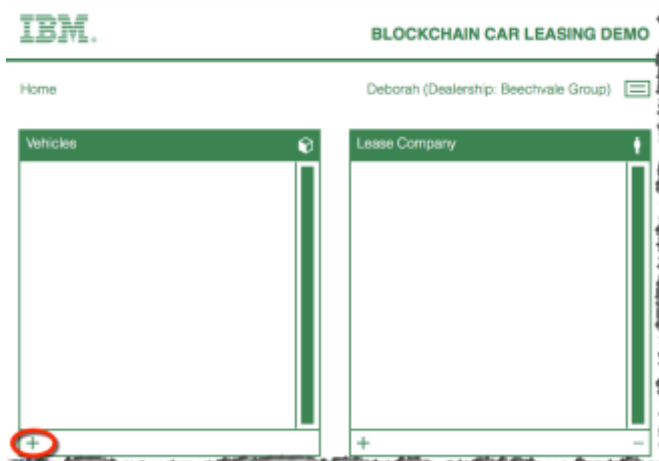 IBM.
BLOCKCHAIN CAR LEASING DEMO
Home
Deborah (Dealership: Beechvale Group)
Vehicles
Lease Company
+
+ −